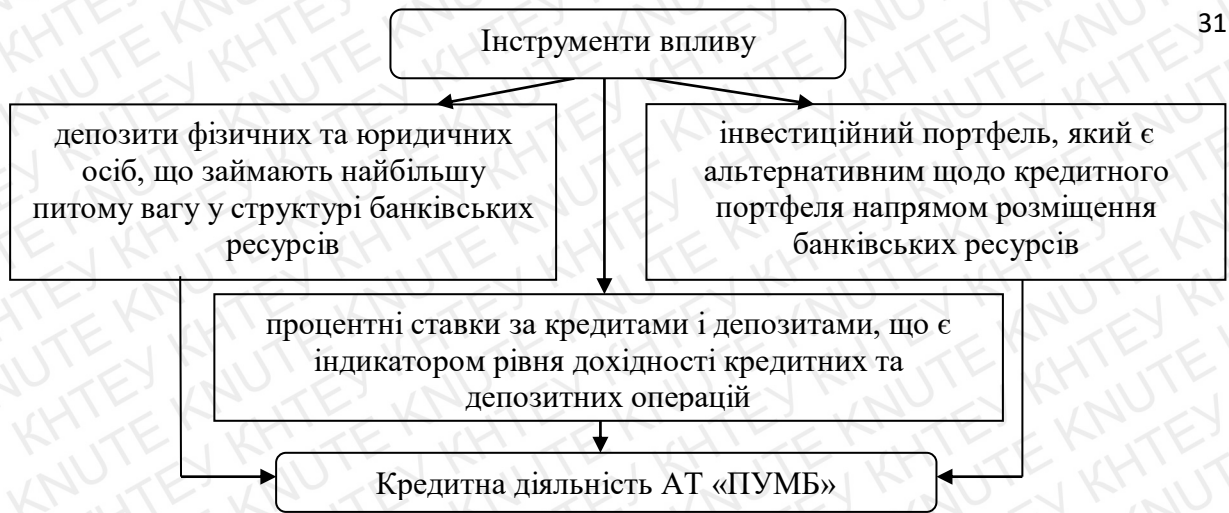 31
Інструменти впливу
депозити фізичних та юридичних
осіб, що займають найбільшу
питому вагу у структурі банківських
ресурсів
інвестиційний портфель, який є
альтернативним щодо кредитного
портфеля напрямом розміщення
банківських ресурсів
процентні ставки за кредитами і депозитами, що є
індикатором рівня дохідності кредитних та
депозитних операцій
Кредитна діяльність АТ «ПУМБ»